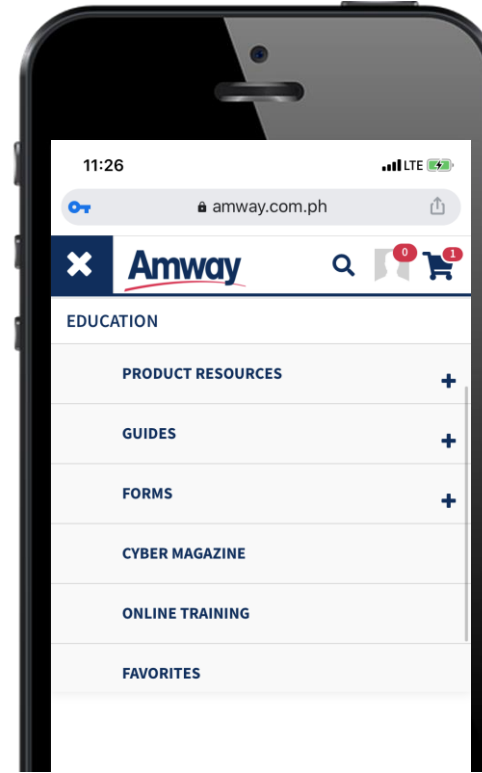 11:26 LTE
amway.com.ph
Amway 0 1
EDUCATION
PRODUCT RESOURCES
GUIDES
FORMS
CYBER MAGAZINE
ONLINE TRAINING
FAVORITES